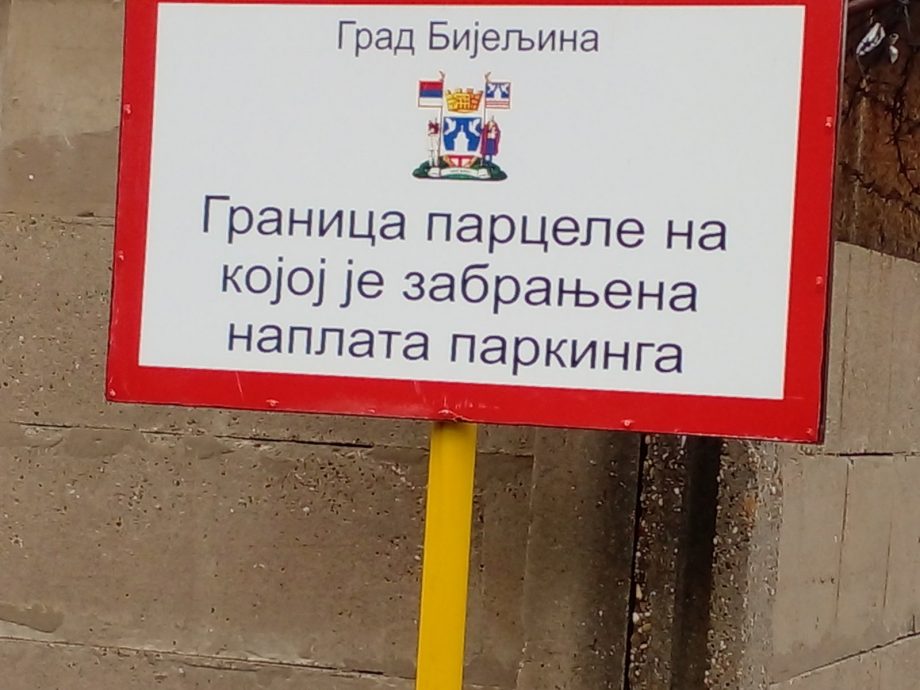 Град Бијељина
Граница парцеле на
којој је забрањена
наплата паркинга